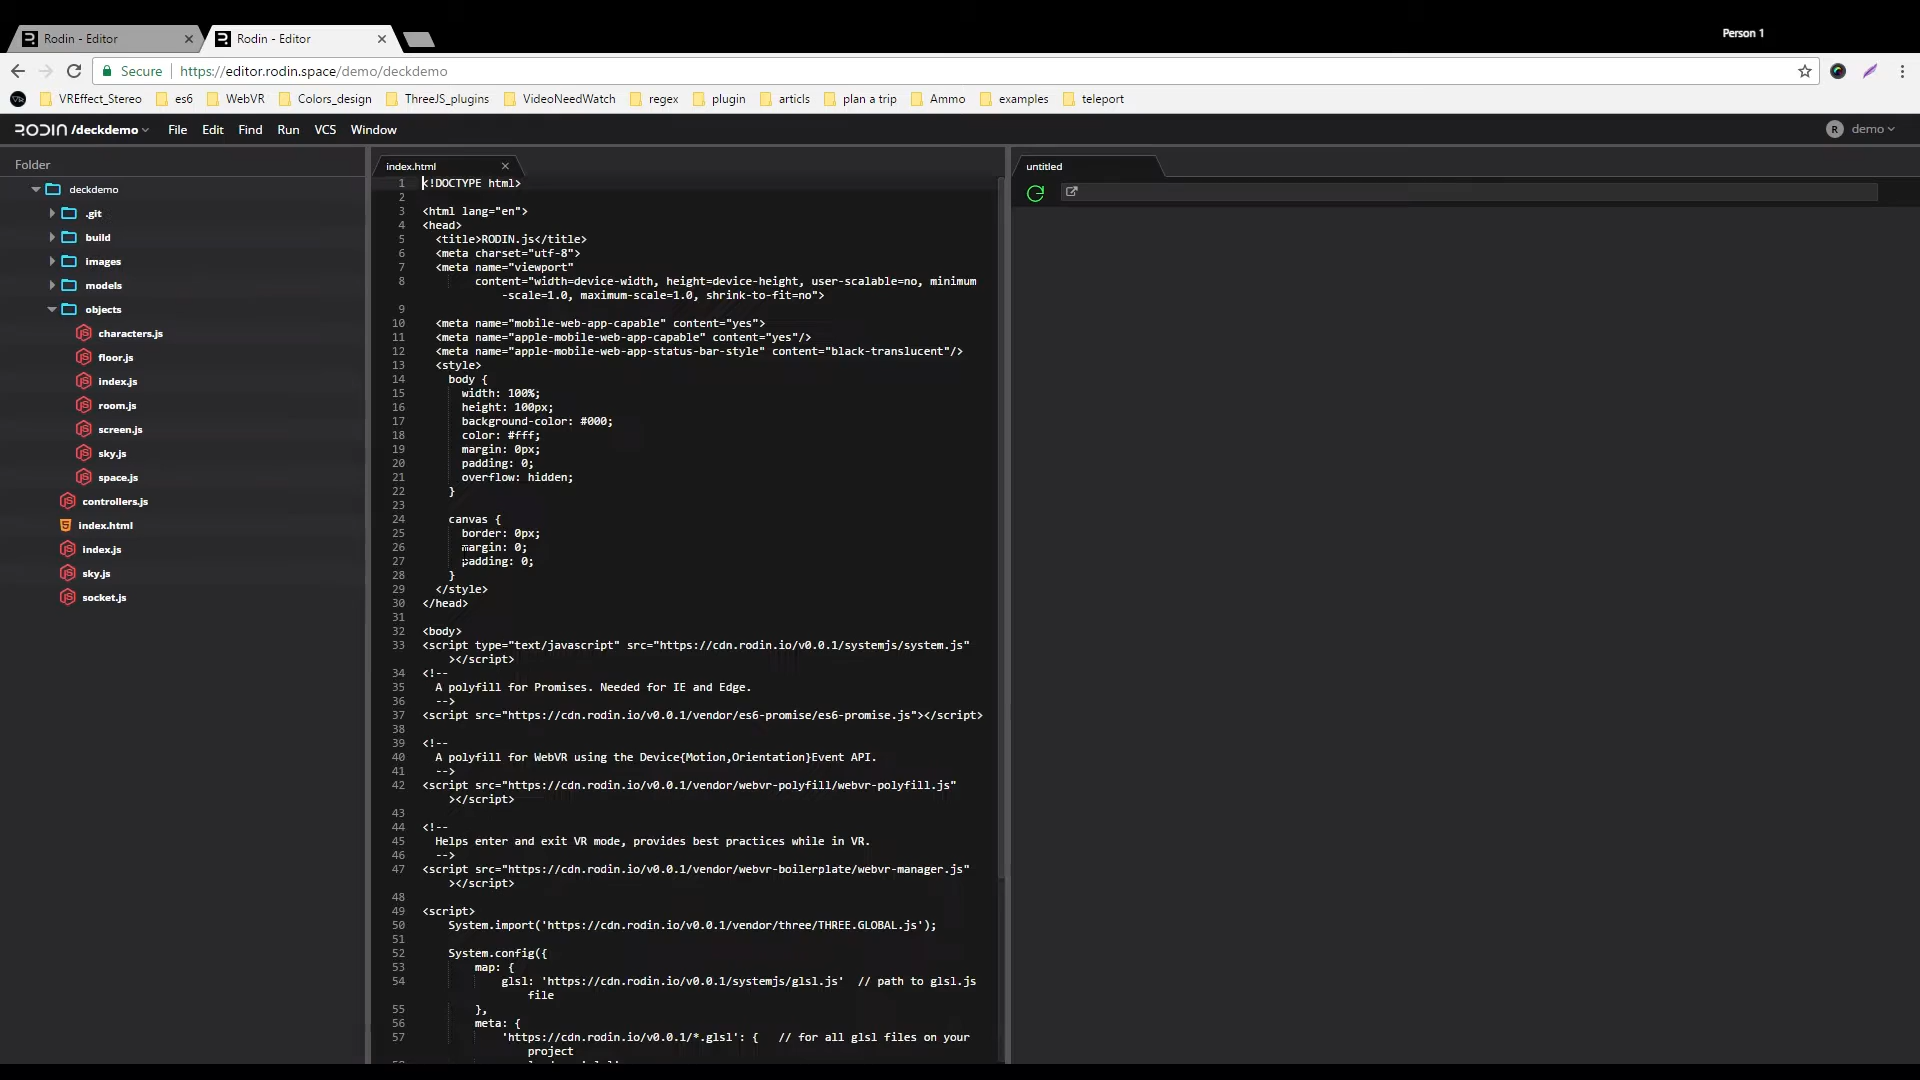 Rodin - Editor
Rodin - Editor
Person 1
Secure
https://editor.rodin.space/demo/deckdemo
VREffect_Stereo es6 WebVR Colors_design ThreeJS_plugins VideoNeedWatch regex plugin articls plan a trip Ammo examples teleport
RODIN /deckdemo File Edit Find Run VCS Window
R demo
Folder
deckdemo
.git
build
images
models
objects
characters.js
floor.js
index.js
room.js
screen.js
sky.js
space.js
controllers.js
index.html
index.js
sky.js
socket.js
index.html
1 <!DOCTYPE html>
2
3 <html lang="en">
4 <head>
5 <title>RODIN.js</title>
6 <meta charset="utf-8">
7 <meta name="viewport"
8 content="width=device-width, height=device-height, user-scalable=no, minimum
-scale=1.0, maximum-scale=1.0, shrink-to-fit=no">
9
10 <meta name="mobile-web-app-capable" content="yes">
11 <meta name="apple-mobile-web-app-capable" content="yes"/>
12 <meta name="apple-mobile-web-app-status-bar-style" content="black-translucent"/>
13 <style>
14 body {
15 width: 100%;
16 height: 100px;
17 background-color: #000;
18 color: #fff;
19 margin: 0px;
20 padding: 0;
21 overflow: hidden;
22 }
23
24 canvas {
25 border: 0px;
26 margin: 0;
27 padding: 0;
28 }
29 </style>
30 </head>
31
32 <body>
33 <script type="text/javascript" src="https://cdn.rodin.io/v0.0.1/systemjs/system.js"
></script>
34 <!--
35 A polyfill for Promises. Needed for IE and Edge.
36 -->
37 <script src="https://cdn.rodin.io/v0.0.1/vendor/es6-promise/es6-promise.js"></script>
38
39 <!--
40 A polyfill for WebVR using the Device{Motion,Orientation}Event API.
41 -->
42 <script src="https://cdn.rodin.io/v0.0.1/vendor/webvr-polyfill/webvr-polyfill.js"
></script>
43
44 <!--
45 Helps enter and exit VR mode, provides best practices while in VR.
46 -->
47 <script src="https://cdn.rodin.io/v0.0.1/vendor/webvr-boilerplate/webvr-manager.js"
></script>
48
49 <script>
50 System.import('https://cdn.rodin.io/v0.0.1/vendor/three/THREE.GLOBAL.js');
51
52 System.config({
53 map: {
54 glsl: 'https://cdn.rodin.io/v0.0.1/systemjs/glsl.js' // path to glsl.js
file
55 },
56 meta: {
57 'https://cdn.rodin.io/v0.0.1/*.glsl': { // for all glsl files on your
project
untitled